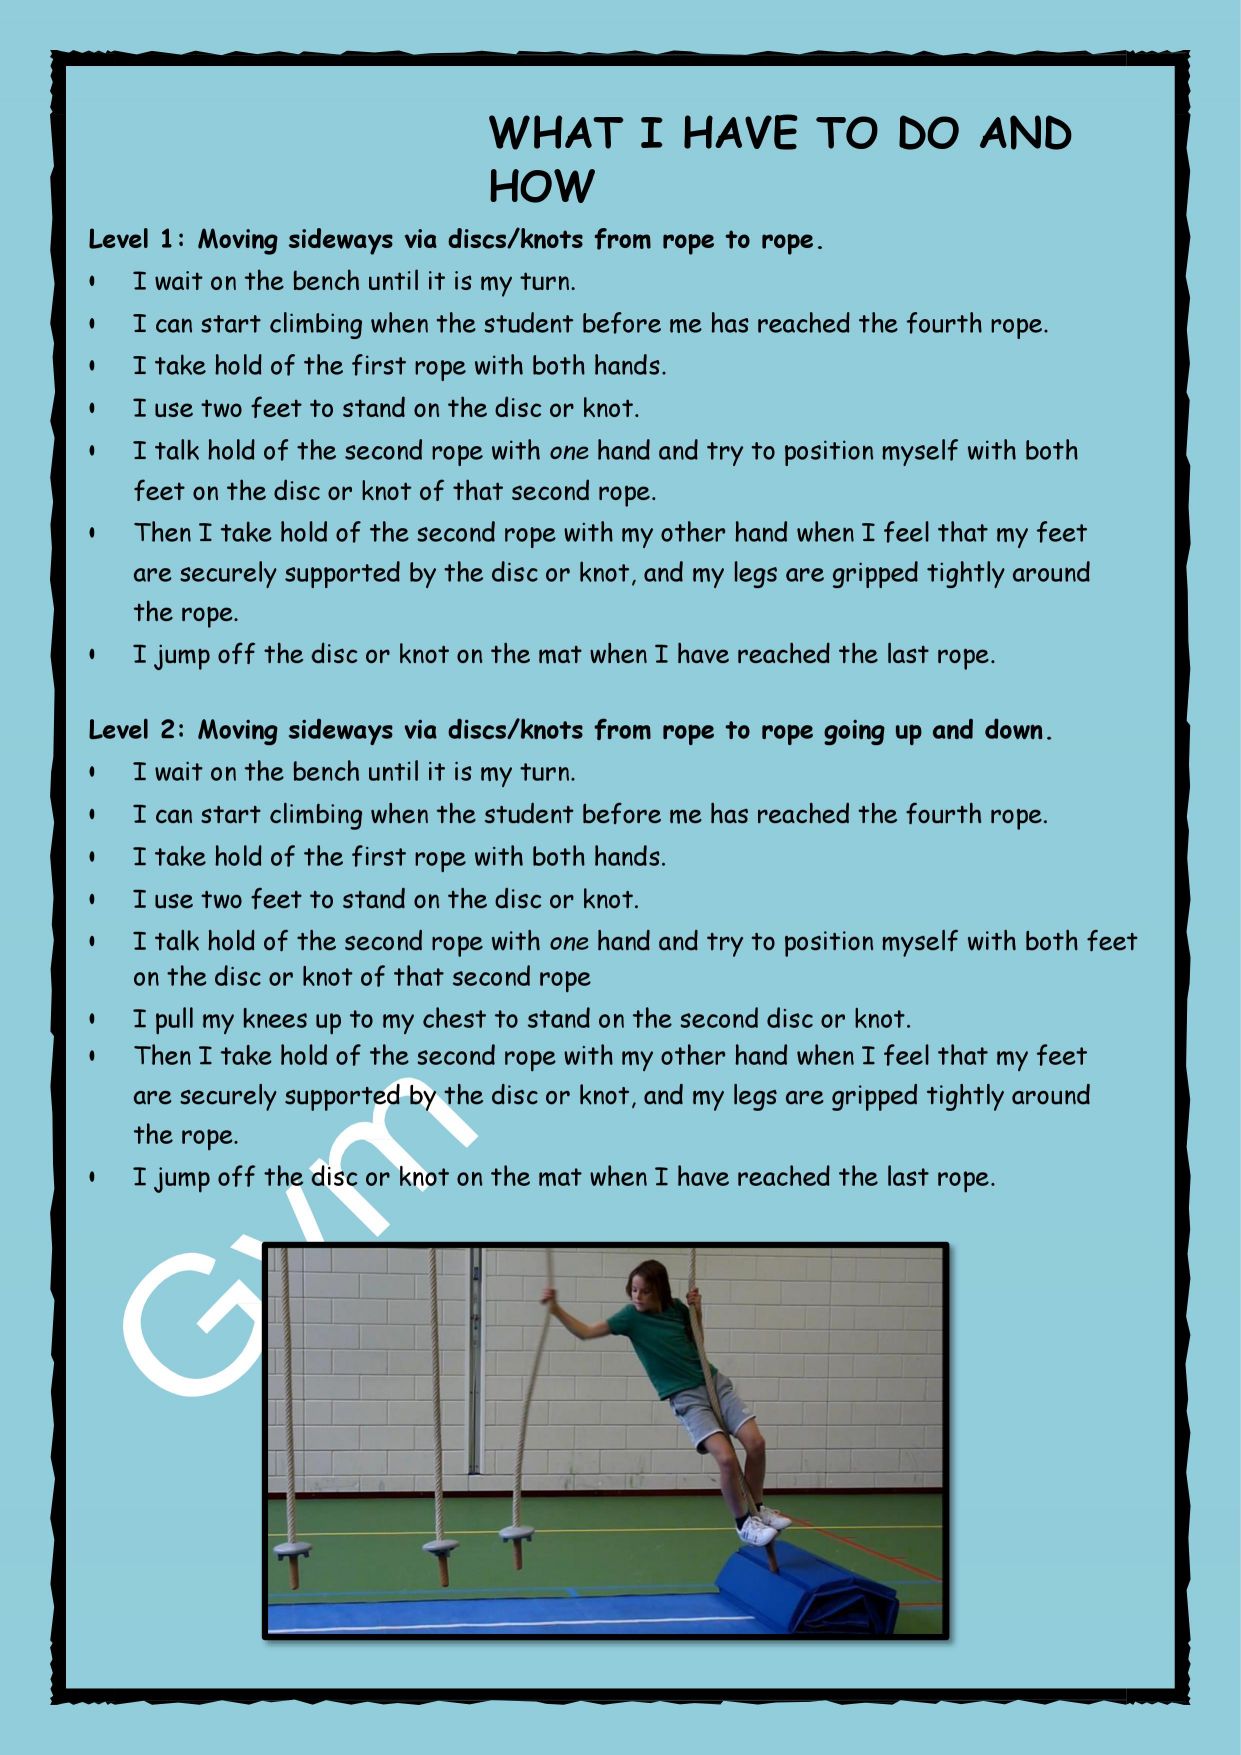 WHAT I HAVE TO DO AND
HOW
Level 1: Moving sideways via discs/knots from rope to rope.
• I wait on the bench until it is my turn.
• I can start climbing when the student before me has reached the fourth rope.
• I take hold of the first rope with both hands.
• I use two feet to stand on the disc or knot.
• I talk hold of the second rope with one hand and try to position myself with both
feet on the disc or knot of that second rope.
• Then I take hold of the second rope with my other hand when I feel that my feet
are securely supported by the disc or knot, and my legs are gripped tightly around
the rope.
• I jump off the disc or knot on the mat when I have reached the last rope.
Level 2: Moving sideways via discs/knots from rope to rope going up and down.
• I wait on the bench until it is my turn.
• I can start climbing when the student before me has reached the fourth rope.
• I take hold of the first rope with both hands.
• I use two feet to stand on the disc or knot.
• I talk hold of the second rope with one hand and try to position myself with both feet
on the disc or knot of that second rope
• I pull my knees up to my chest to stand on the second disc or knot.
• Then I take hold of the second rope with my other hand when I feel that my feet
are securely supported by the disc or knot, and my legs are gripped tightly around
the rope.
• I jump off the disc or knot on the mat when I have reached the last rope.
Gym